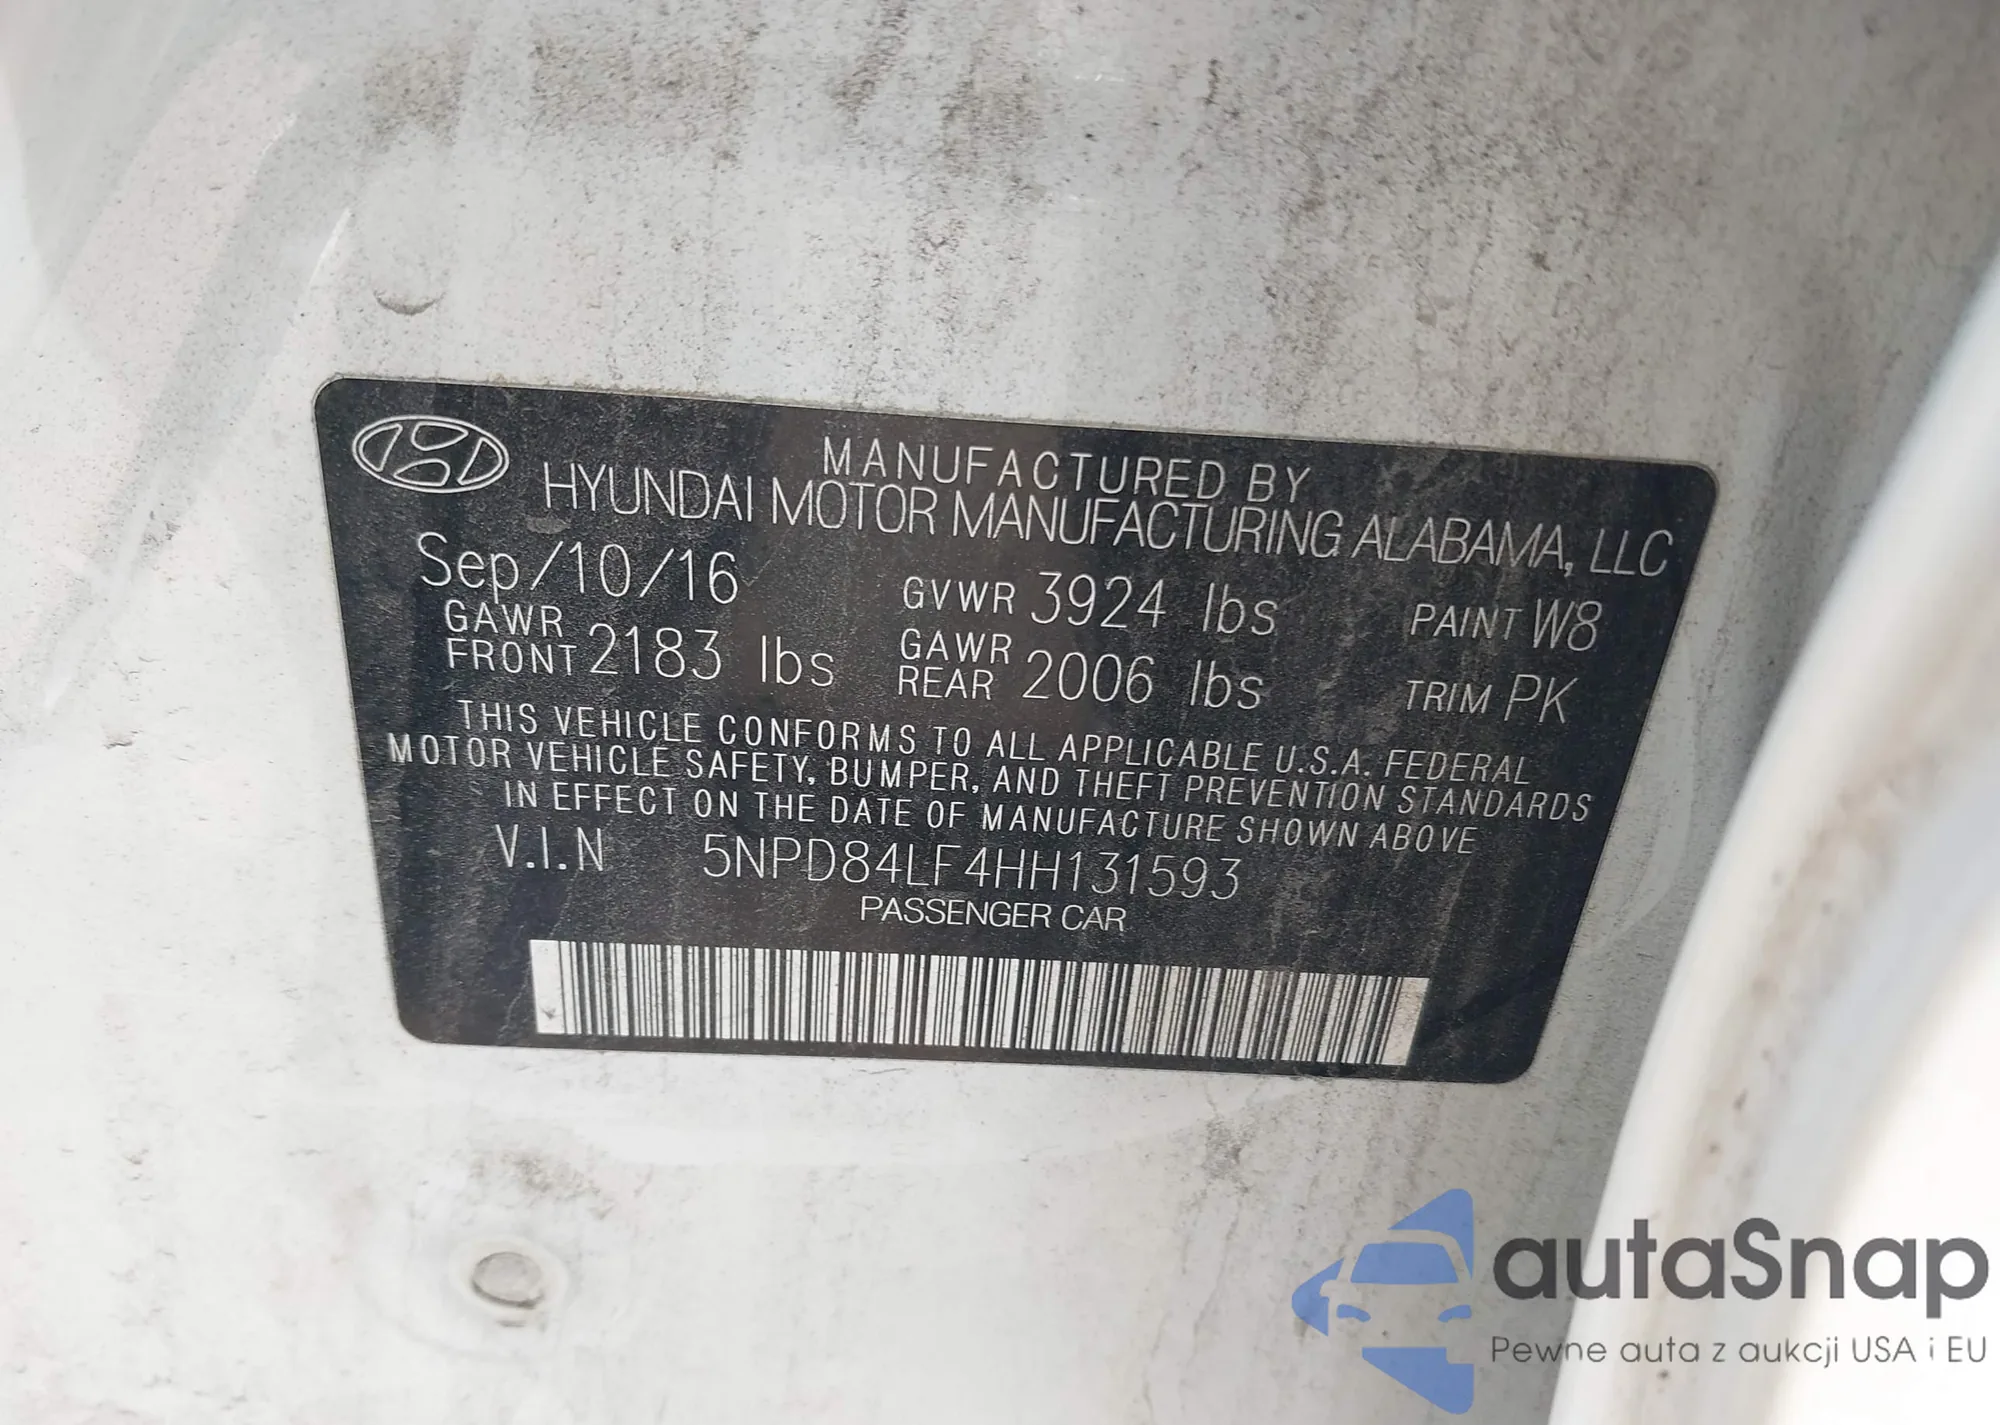 MANUFACTURED BY
HYUNDAI MOTOR MANUFACTURING ALABAMA, LLC
Sep/10/16 GVWR 3924 lbs PAINT W8
GAWR FRONT 2183 lbs GAWR REAR 2006 lbs TRIM PK
THIS VEHICLE CONFORMS TO ALL APPLICABLE U.S.A. FEDERAL
MOTOR VEHICLE SAFETY, BUMPER, AND THEFT PREVENTION STANDARDS
IN EFFECT ON THE DATE OF MANUFACTURE SHOWN ABOVE
V.I.N 5NPD84LF4HH131593
PASSENGER CAR
autaSnap
Pewne auta z aukcji USA i EU